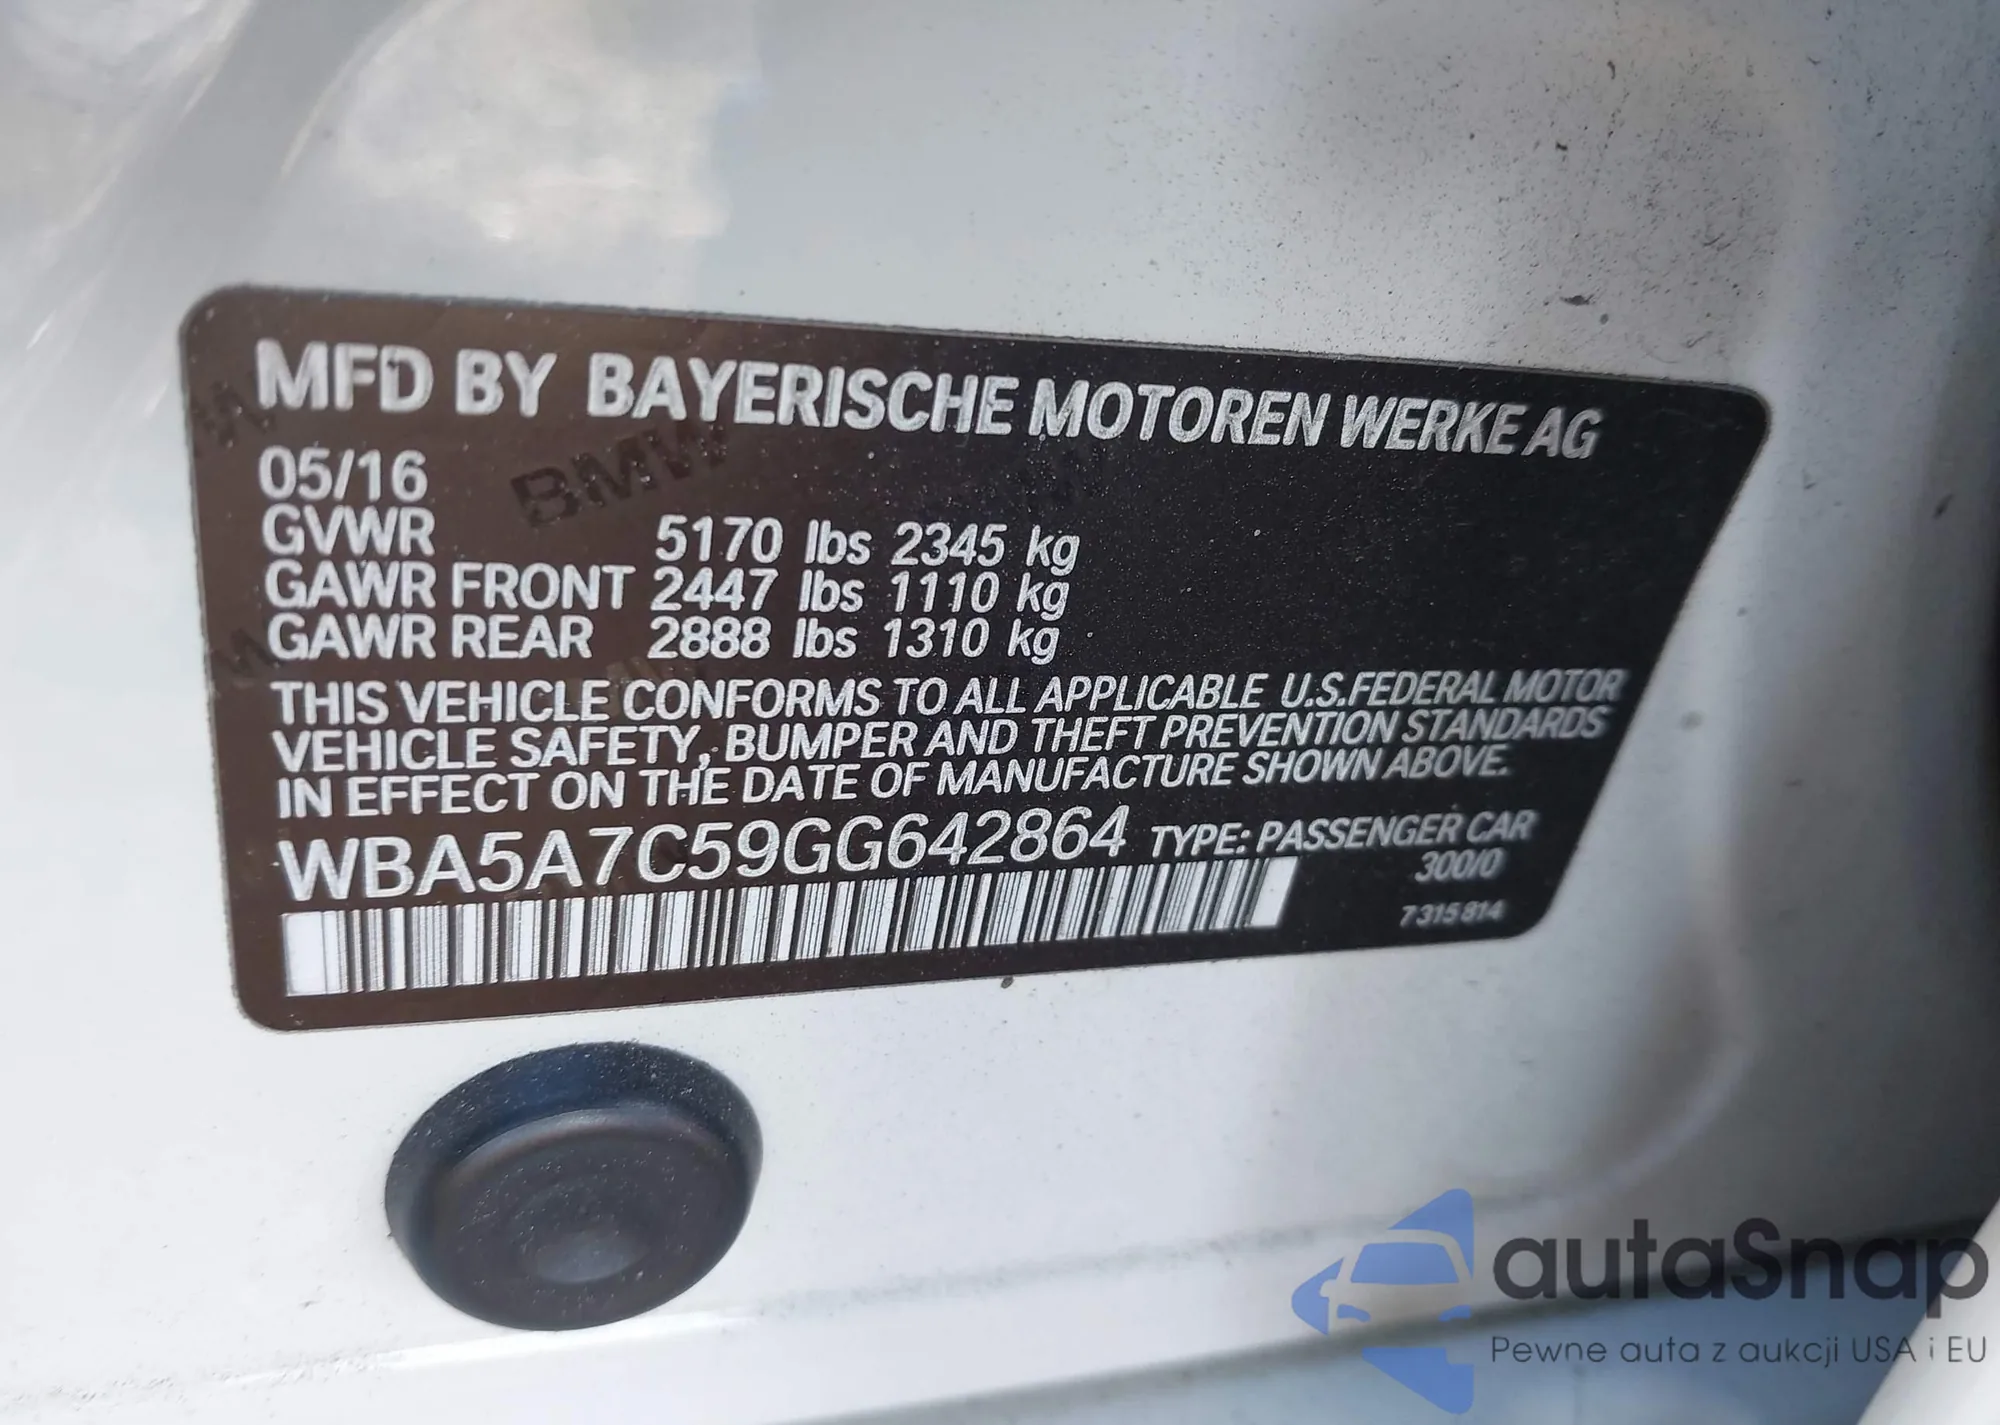 MFD BY BAYERISCHE MOTOREN WERKE AG
05/16
BMW
GVWR 5170 lbs 2345 kg
GAWR FRONT 2447 lbs 1110 kg
GAWR REAR 2888 lbs 1310 kg
THIS VEHICLE CONFORMS TO ALL APPLICABLE U.S.FEDERAL MOTOR
VEHICLE SAFETY, BUMPER AND THEFT PREVENTION STANDARDS
IN EFFECT ON THE DATE OF MANUFACTURE SHOWN ABOVE.
WBA5A7C59GG642864 TYPE: PASSENGER CAR
300/0
7 315 814
autaSnap
Pewne auta z aukcji USA i EU